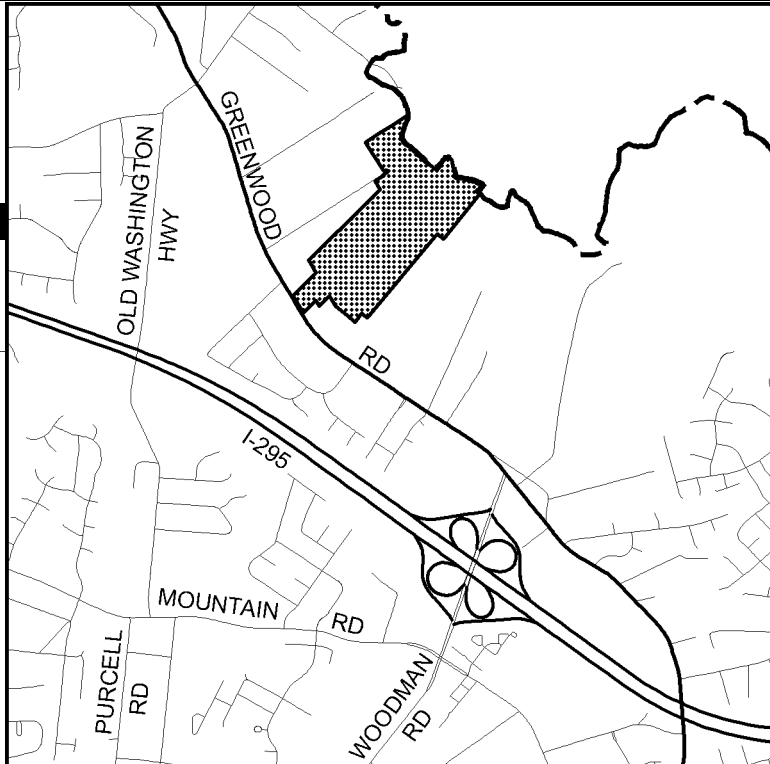 GREENWOOD
RD
OLD WASHINGTON
HWY
I-295
MOUNTAIN
RD
PURCELL
RD
WOODMAN
RD